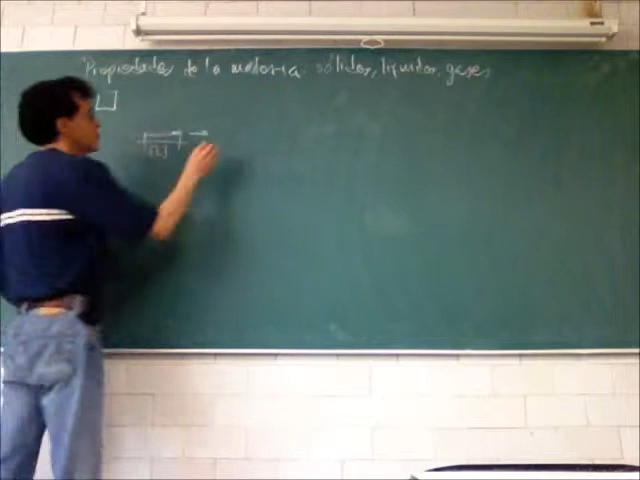 Propiedades de la materia: sólidos, líquidos, gases